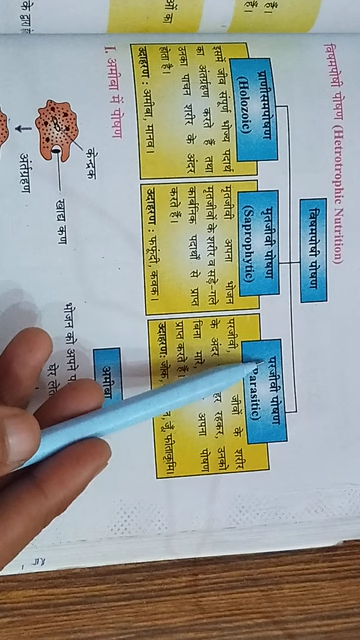 विषमपोषी पोषण (Hetrotrophic Nutrition)
विषमपोषी पोषण
प्राणीसमपोषण
(Holozoic)
इसमें जीव संपूर्ण भोज्य पदार्थ
का अंतर्ग्रहण करते हैं तथा
उनका पाचन शरीर के अंदर
होता है।
उदाहरण : अमीबा, मानव।
मृतजीवी पोषण
(Saprophytic)
मृतजीवी अपना भोजन
मृतजीवों के शरीर व सड़े-गले
कार्बनिक पदार्थों से प्राप्त
करते हैं।
उदाहरण : फफूंदी, कवक।
परजीवी पोषण
(Parasitic)
परजीवी, जीवों के शरीर
के अंदर रहकर, उनको
बिना मारे, अपना पोषण
प्राप्त करते हैं।
उदाहरण: जूँ, फीताकृमि।
I. अमीबा में पोषण
केन्द्रक
खाद्य कण
अंतर्ग्रहण
अमीबा
भोजन को अपने